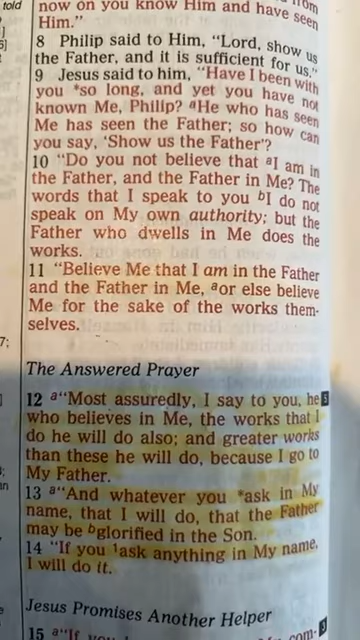 told
now on you know Him and have seen
Him."
8 Philip said to Him, "Lord, show us
the Father, and it is sufficient for us."
9 Jesus said to him, "Have I been with
you *so long, and yet you have not
known Me, Philip? aHe who has seen
Me has seen the Father; so how can
you say, 'Show us the Father'?
10 "Do you not believe that aI am in
the Father, and the Father in Me? The
words that I speak to you bI do not
speak on My own authority; but the
Father who dwells in Me does the
works.
11 "Believe Me that I am in the Father
and the Father in Me, aor else believe
Me for the sake of the works them-
selves.
The Answered Prayer
12 a"Most assuredly, I say to you, he
who believes in Me, the works that I
do he will do also; and greater works
than these he will do, because I go to
My Father.
13 a"And whatever you *ask in My
name, that I will do, that the Father
may be bglorified in the Son.
14 "If you 1ask anything in My name,
I will do it.
Jesus Promises Another Helper
15 a"If you